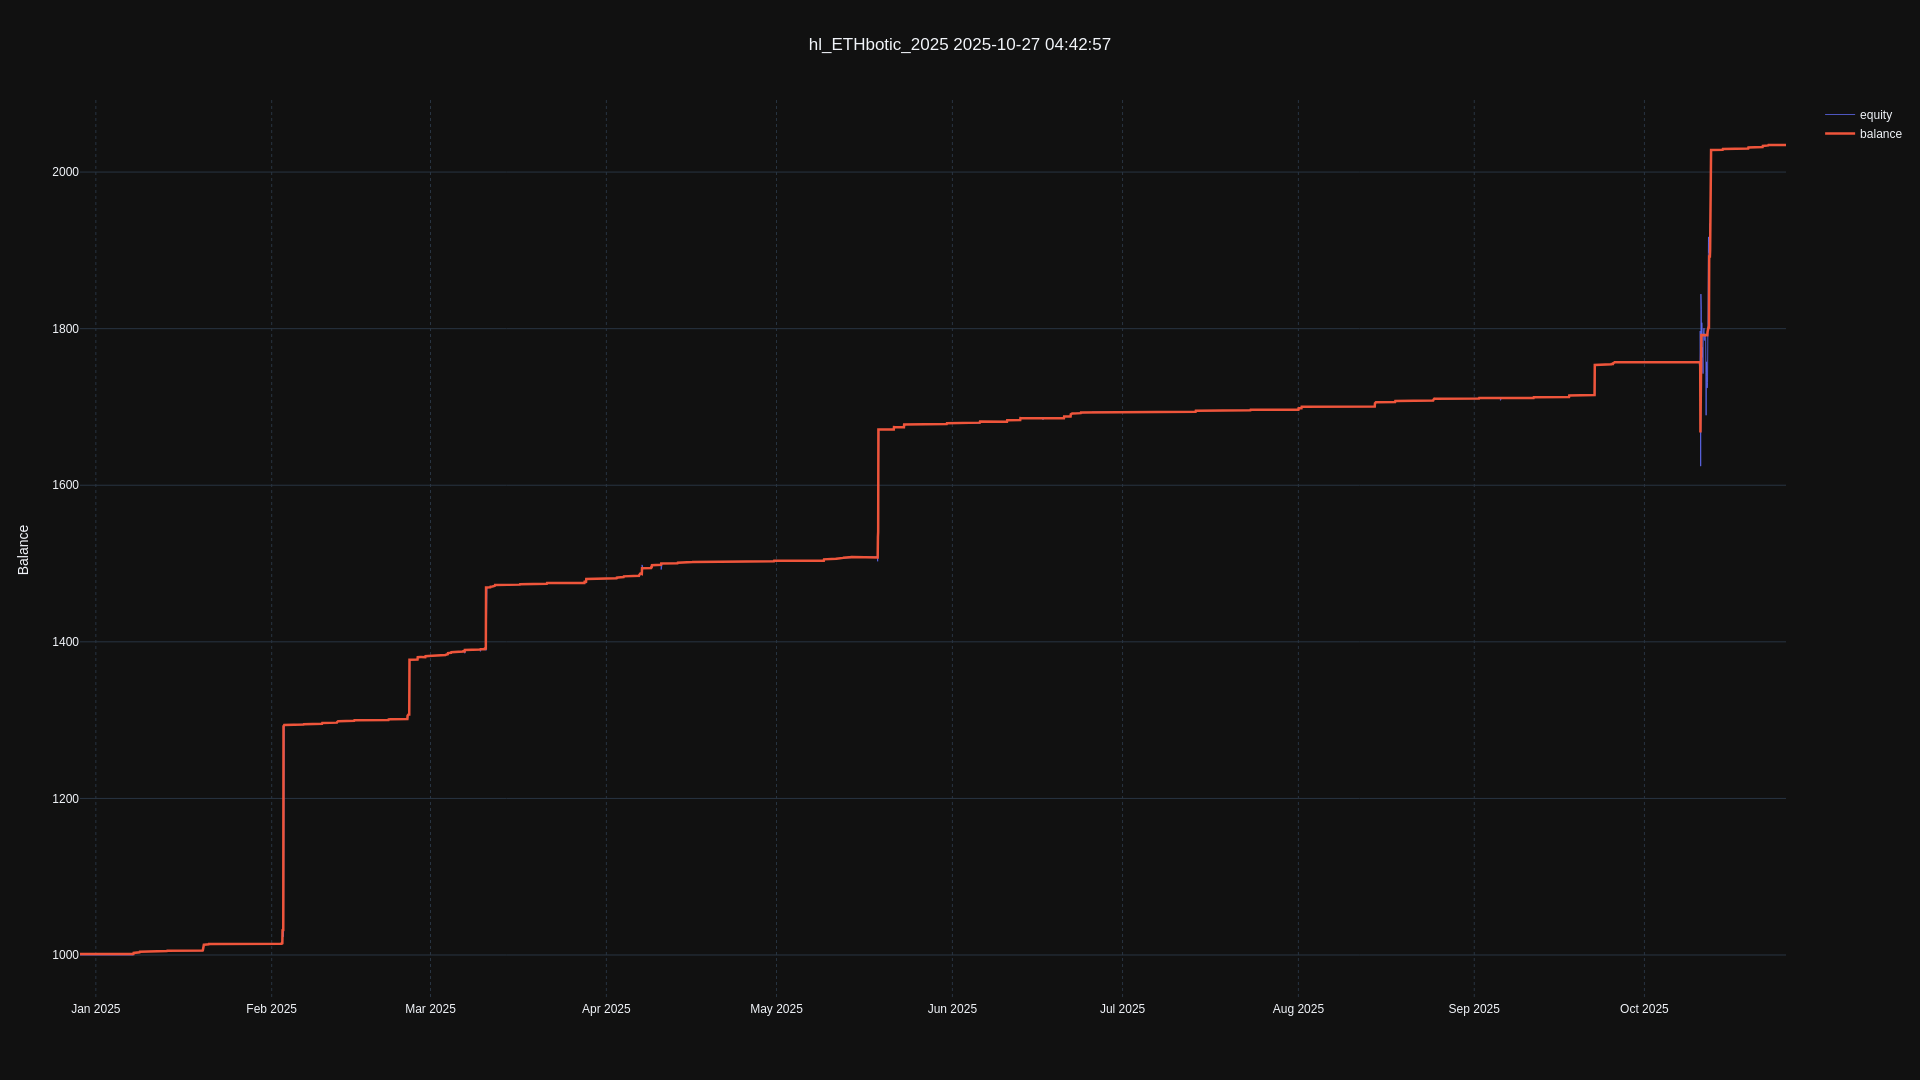 hl_ETHbotic_2025 2025-10-27 04:42:57
equity
balance
2000
1800
1600
1400
1200
1000
Balance
Jan 2025
Feb 2025
Mar 2025
Apr 2025
May 2025
Jun 2025
Jul 2025
Aug 2025
Sep 2025
Oct 2025